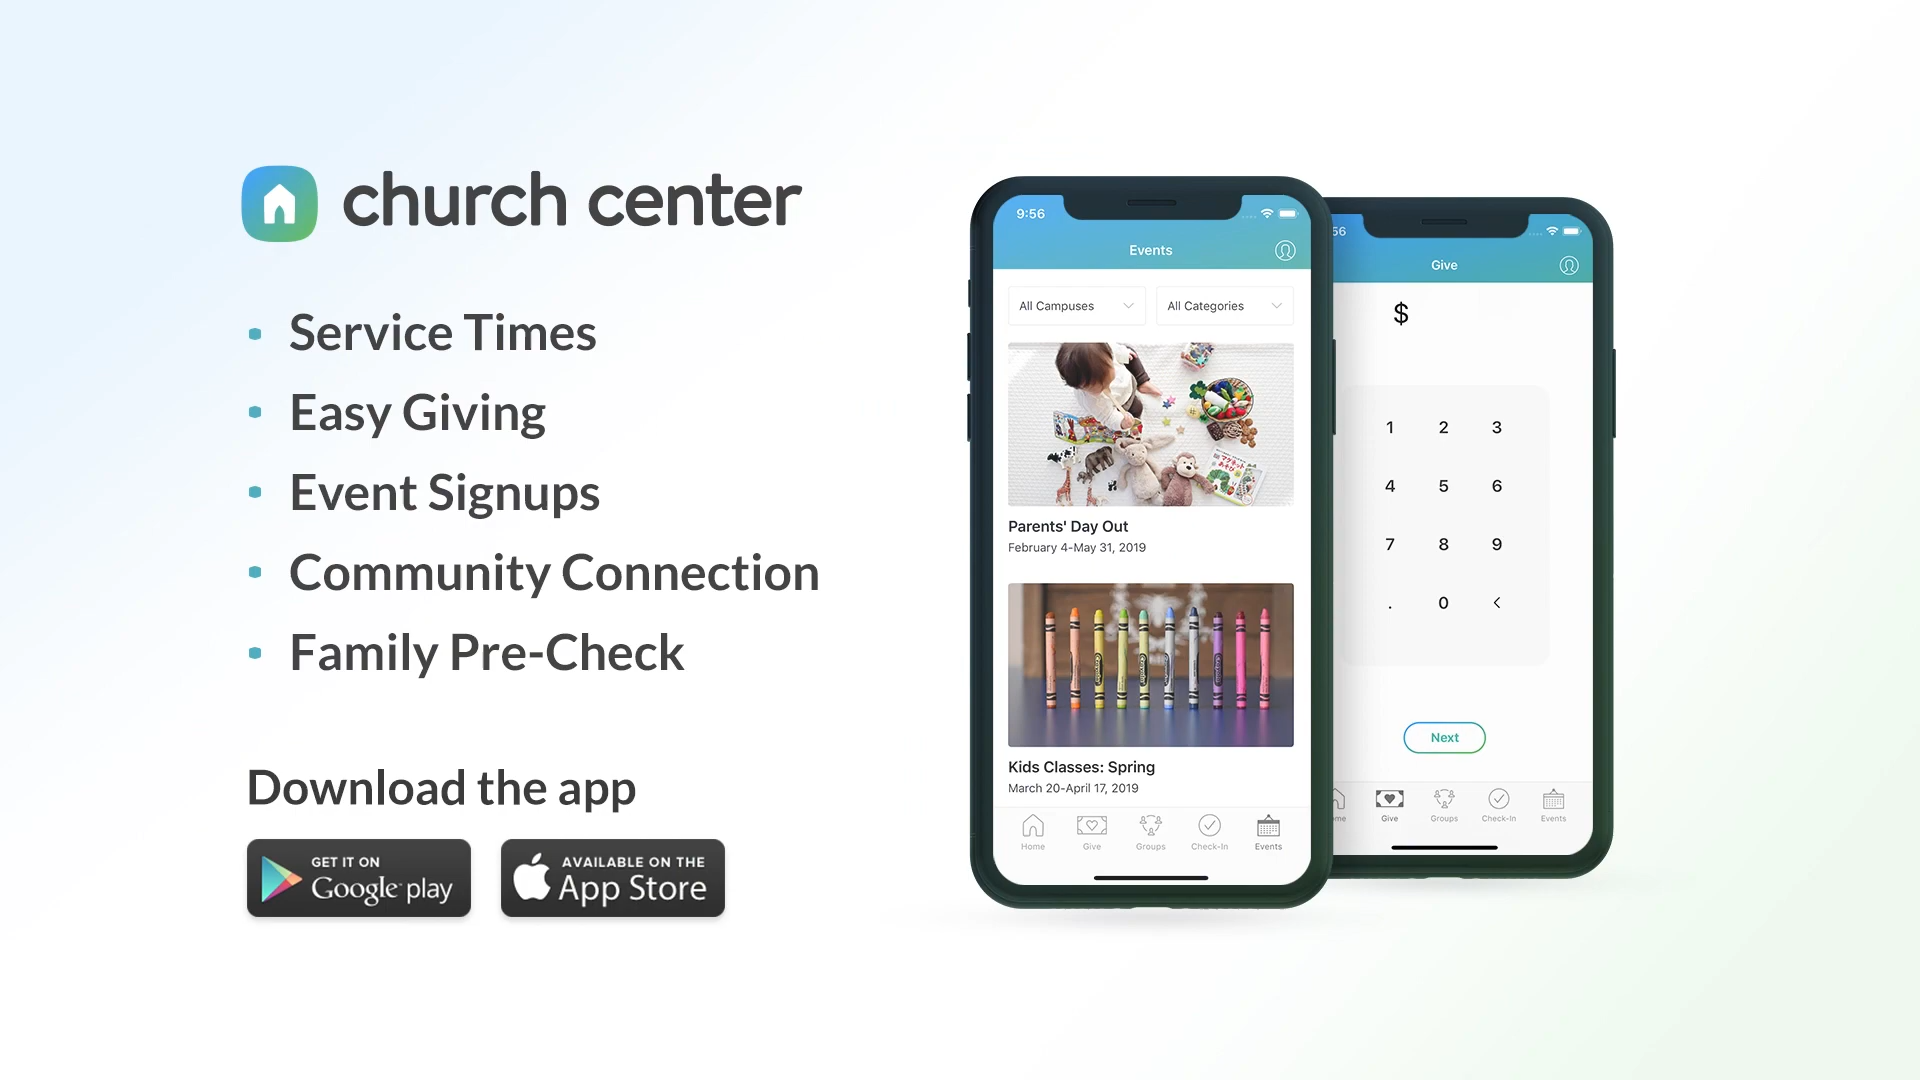 church center
Service Times
Easy Giving
Event Signups
Community Connection
Family Pre-Check
Download the app
GET IT ON
Google play
AVAILABLE ON THE
App Store
9:56
Events
All Campuses
All Categories
Parents' Day Out
February 4-May 31, 2019
Kids Classes: Spring
March 20-April 17, 2019
Home Give Groups Check-In Events
56
Give
$
1 2 3
4 5 6
7 8 9
. 0 <
Next
me Give Groups Check-In Events